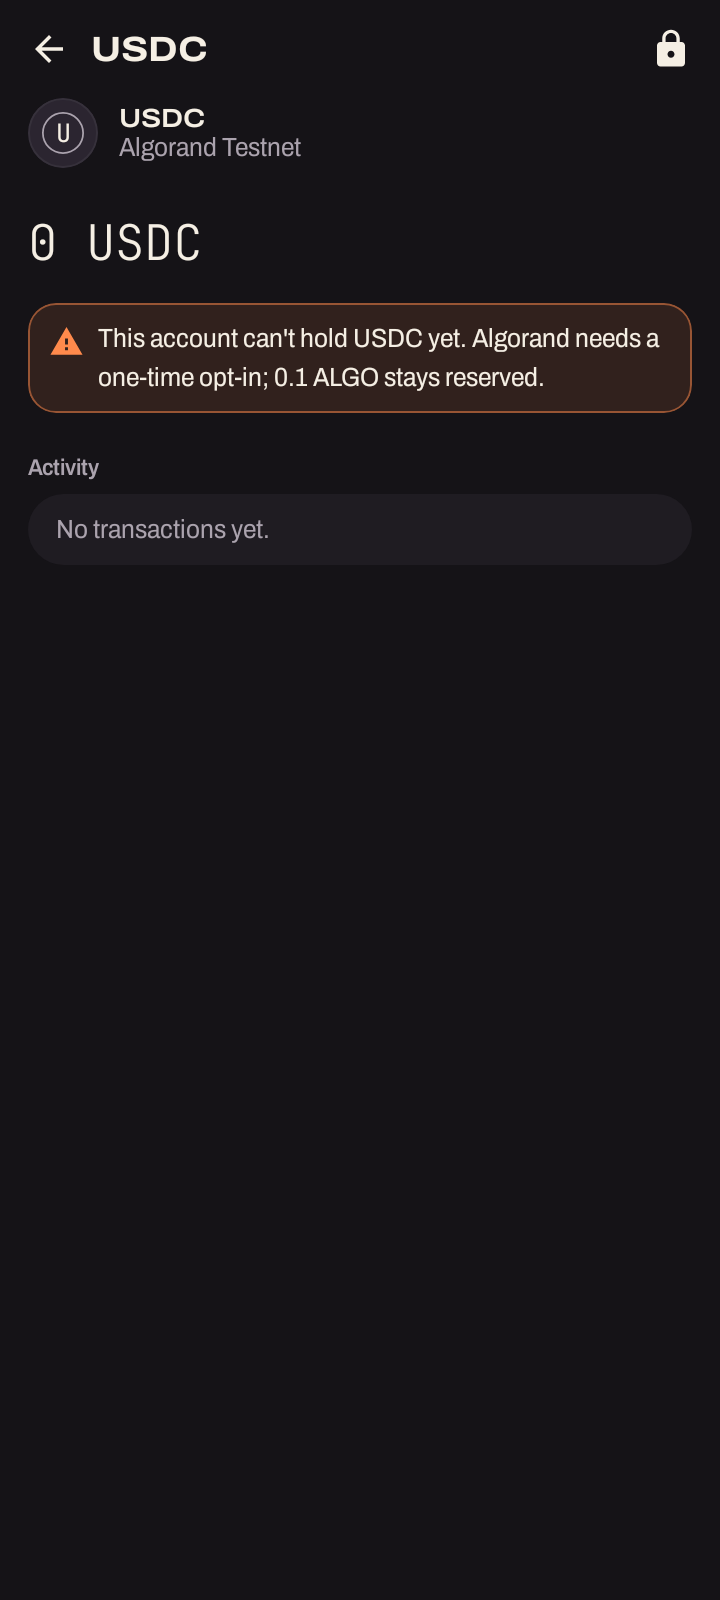 USDC
U
USDC
Algorand Testnet
0 USDC
This account can't hold USDC yet. Algorand needs a
one-time opt-in; 0.1 ALGO stays reserved.
Activity
No transactions yet.